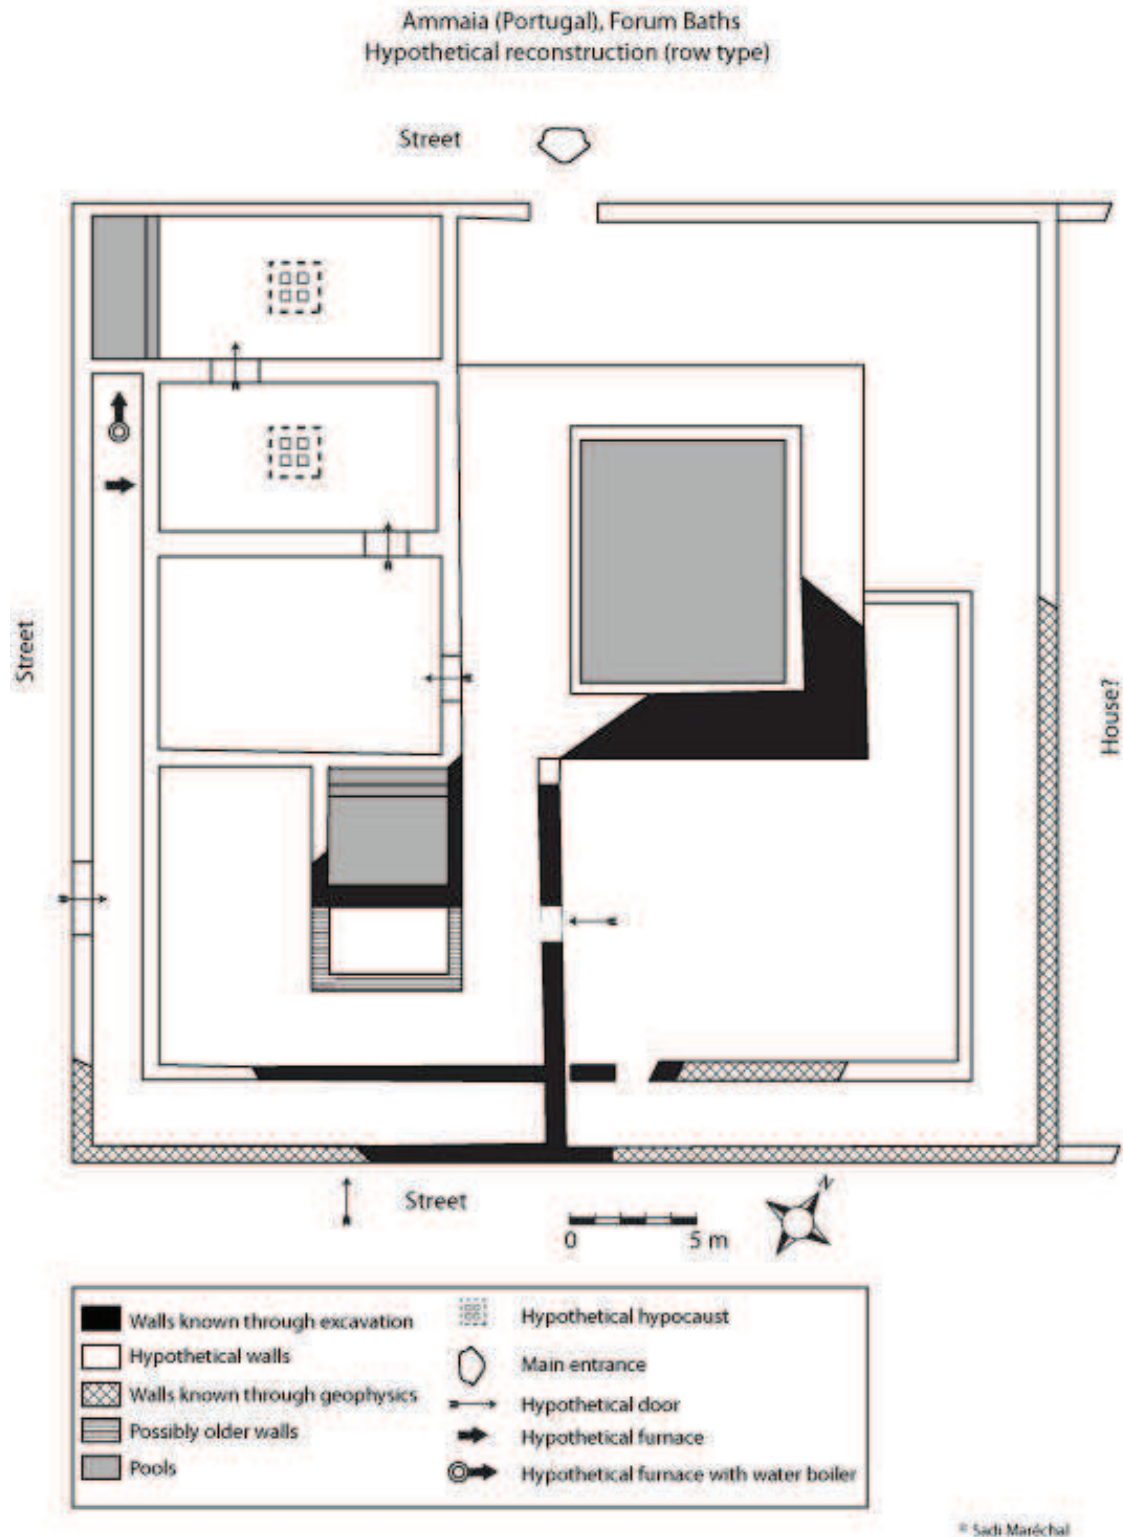 Ammaia (Portugal), Forum Baths
Hypothetical reconstruction (row type)
Street
Street
House?
Street
N
0 5 m
Walls known through excavation
Hypothetical walls
Walls known through geophysics
Possibly older walls
Pools
Hypothetical hypocaust
Main entrance
Hypothetical door
Hypothetical furnace
Hypothetical furnace with water boiler
© Sadi Maréchal